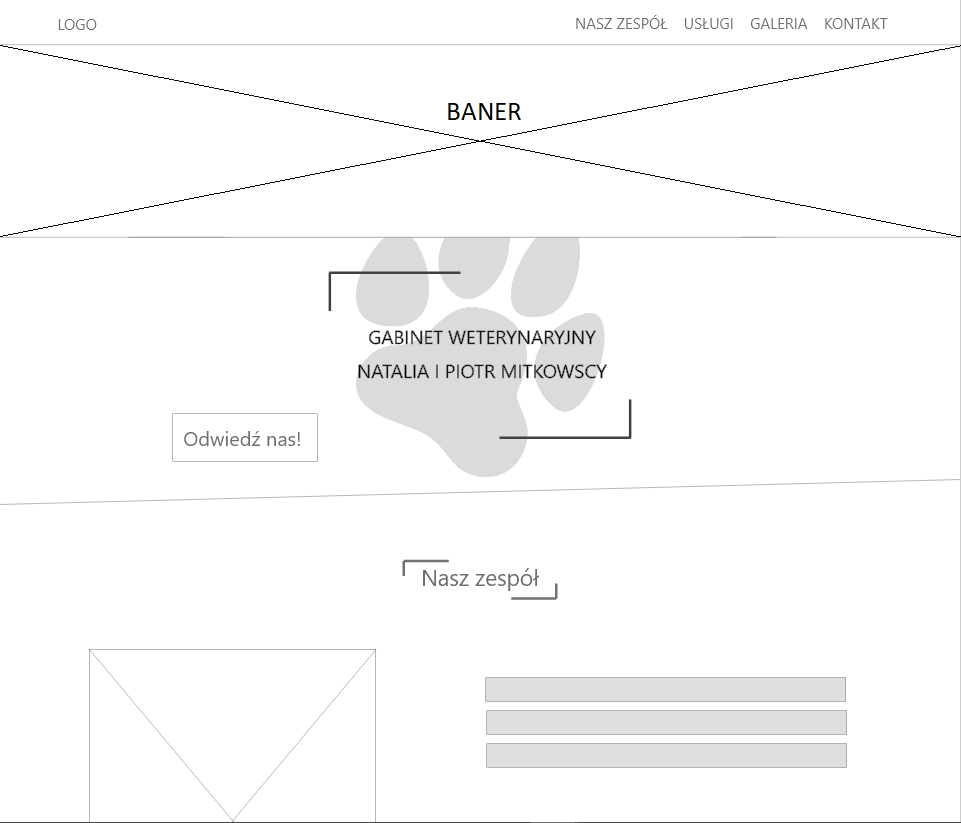 LOGO
NASZ ZESPÓŁ USŁUGI GALERIA KONTAKT
BANER
GABINET WETERYNARYJNY
NATALIA I PIOTR MITKOWSCY
Odwiedź nas!
Nasz zespół